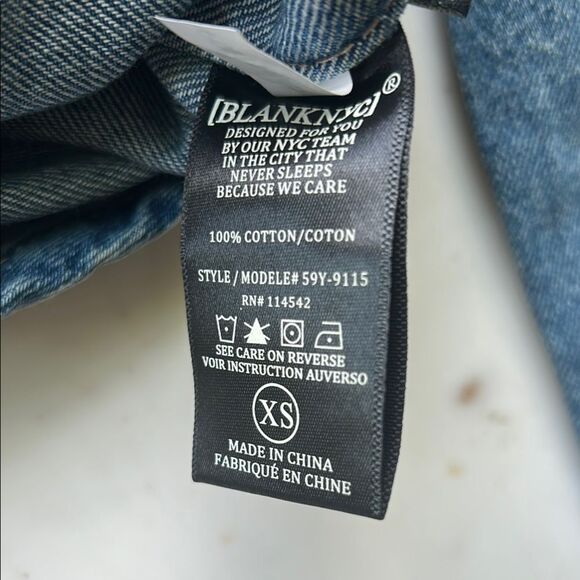 [BLANKNYC]®
DESIGNED FOR YOU
BY OUR NYC TEAM
IN THE CITY THAT
NEVER SLEEPS
BECAUSE WE CARE
100% COTTON/COTON
STYLE / MODELE# 59Y-9115
RN# 114542
SEE CARE ON REVERSE
VOIR INSTRUCTION AUVERSO
XS
MADE IN CHINA
FABRIQUÉ EN CHINE